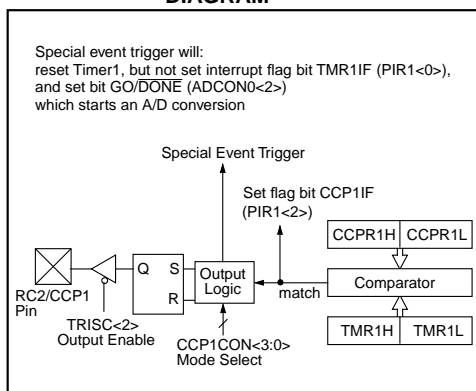 DIAGRAM
Special event trigger will:
reset Timer1, but not set interrupt flag bit TMR1IF (PIR1<0>),
and set bit GO/DONE (ADCON0<2>)
which starts an A/D conversion
Special Event Trigger
Set flag bit CCP1IF
(PIR1<2>)
CCPR1H CCPR1L
Q S Output
Logic
R
match
Comparator
RC2/CCP1
Pin
TRISC<2>
Output Enable
TMR1H TMR1L
CCP1CON<3:0>
Mode Select